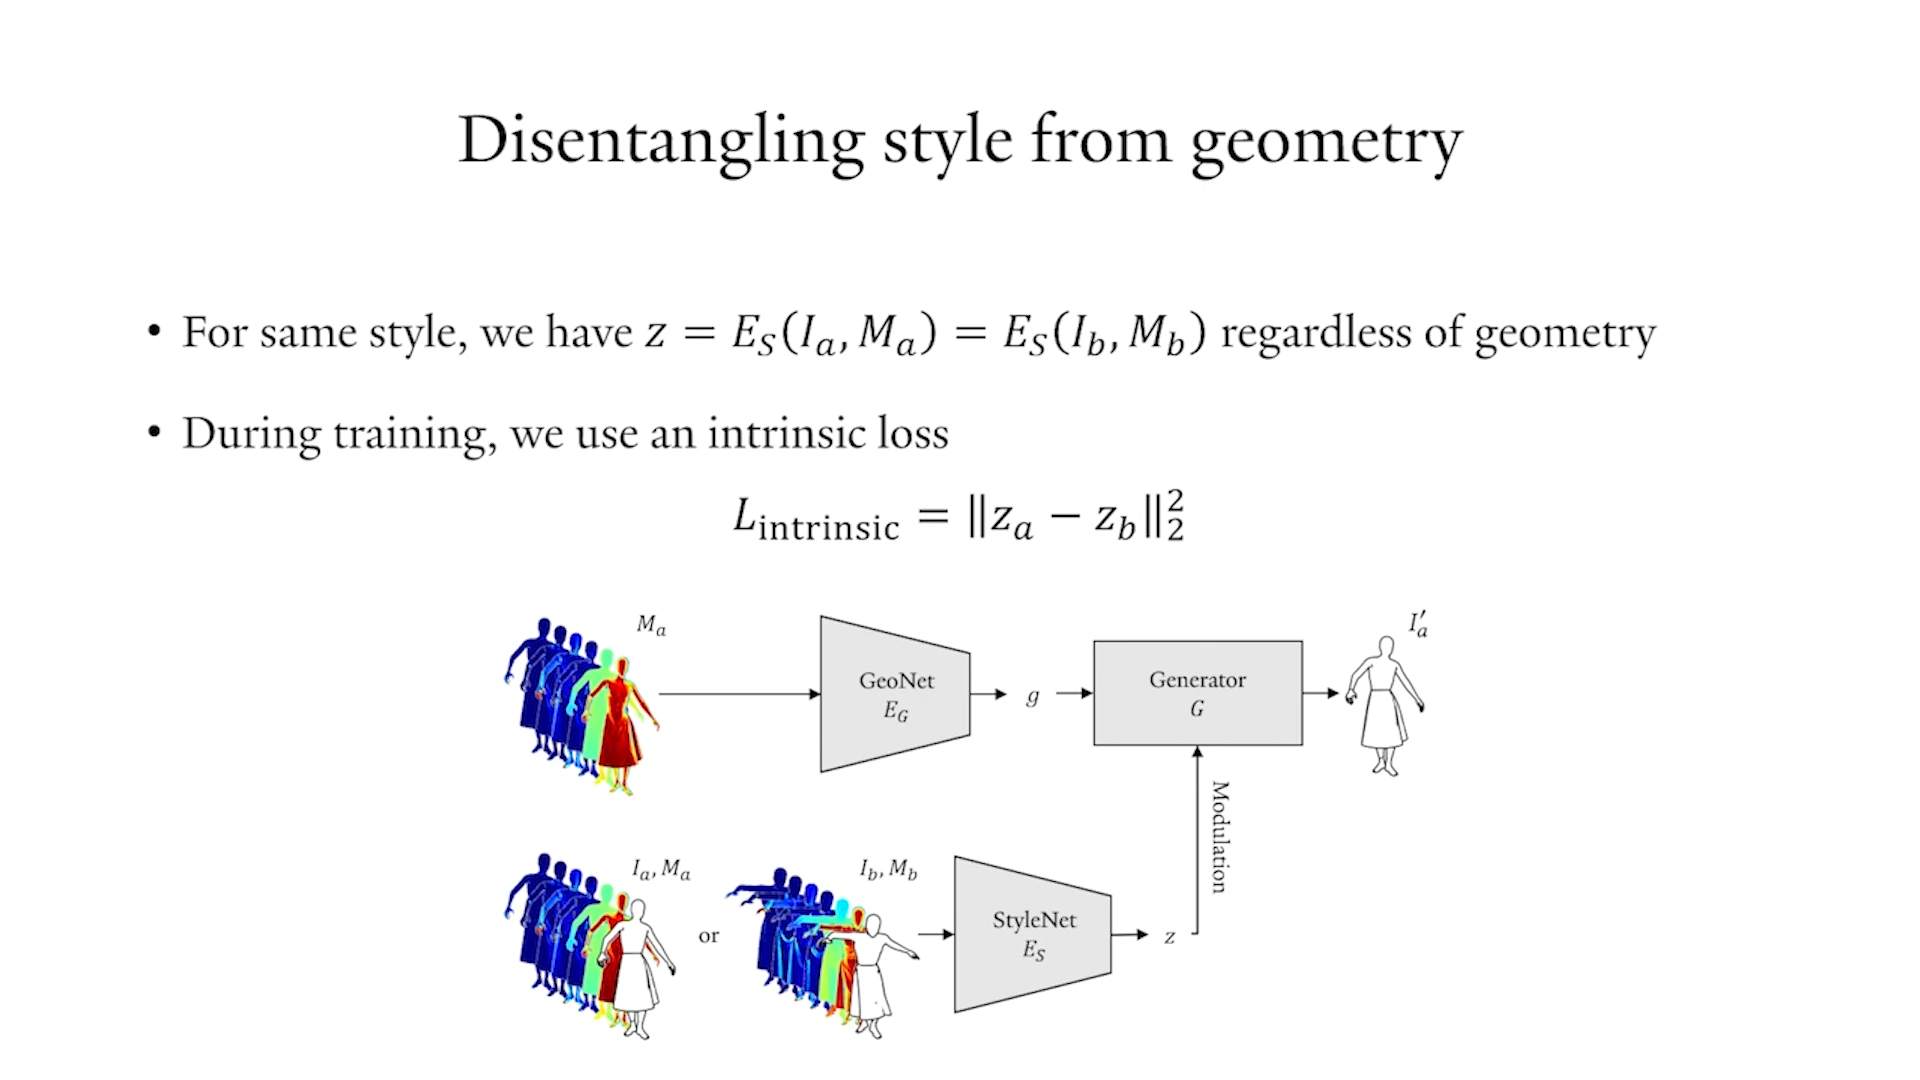 Disentangling style from geometry
• For same style, we have z = E_S(I_a, M_a) = E_S(I_b, M_b) regardless of geometry
• During training, we use an intrinsic loss
L_intrinsic = ‖z_a − z_b‖_2^2
M_a
GeoNet
E_G
g
Generator
G
I'_a
Modulation
I_a, M_a
or
I_b, M_b
StyleNet
E_S
z